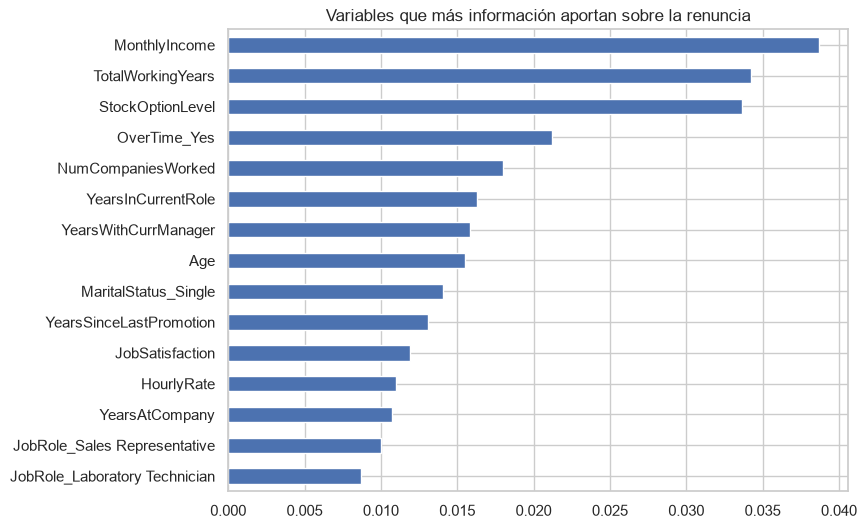 Variables que más información aportan sobre la renuncia
MonthlyIncome
TotalWorkingYears
StockOptionLevel
OverTime_Yes
NumCompaniesWorked
YearsInCurrentRole
YearsWithCurrManager
Age
MaritalStatus_Single
YearsSinceLastPromotion
JobSatisfaction
HourlyRate
YearsAtCompany
JobRole_Sales Representative
JobRole_Laboratory Technician
0.000 0.005 0.010 0.015 0.020 0.025 0.030 0.035 0.040